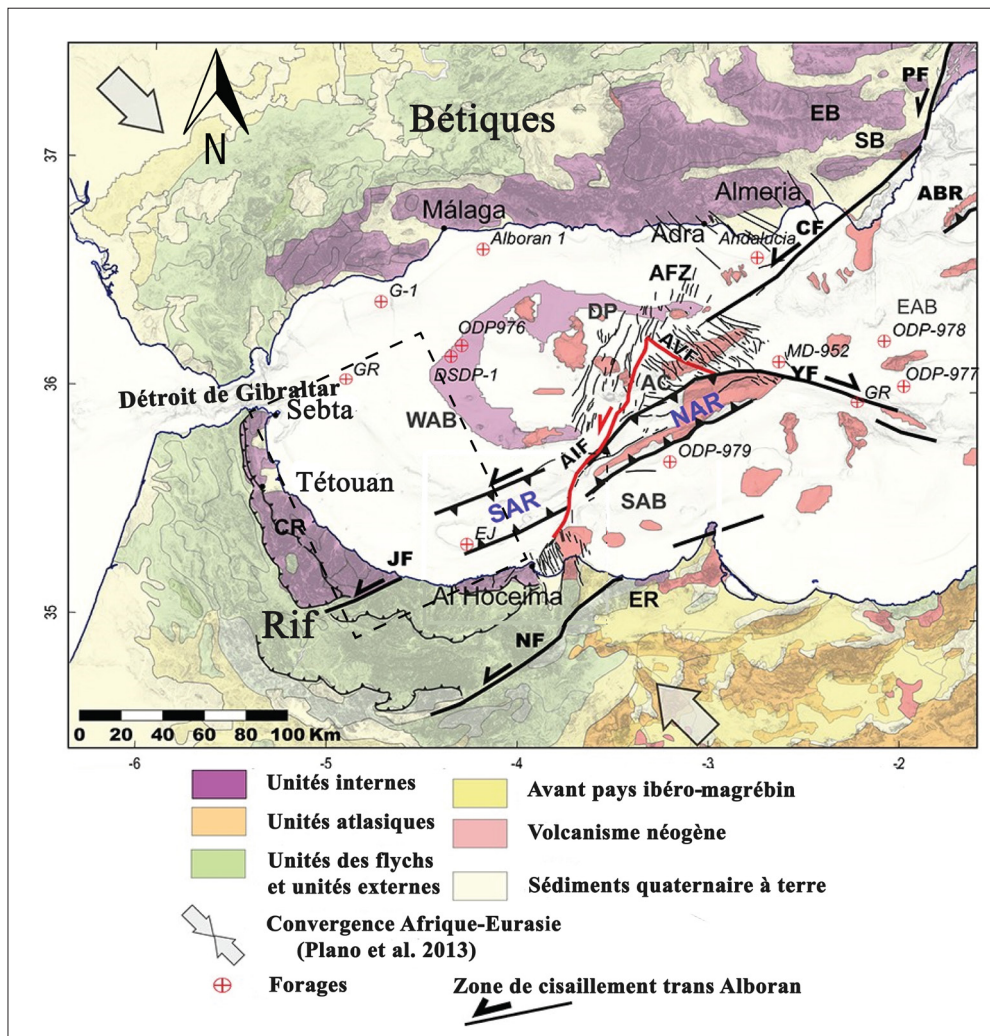 Bétiques
N
PF
EB
SB
37
ABR
Málaga
Almeria
Alboran 1
Adra
Andalucia
CF
AFZ
G-1
DP
EAB
ODP976
ODP-978
DSDP-1
AVF
MD-952
36
GR
AC
YF
ODP-977
Détroit de Gibraltar
GR
Sebta
WAB
NAR
AIF
ODP-979
Tétouan
SAR
SAB
CR
EJ
JF
35
Al Hoceima
ER
Rif
NF
0 20 40 60 80 100 Km
-6 -5 -4 -3 -2
Unités internes
Avant pays ibéro-magrébin
Unités atlasiques
Volcanisme néogène
Unités des flychs
et unités externes
Sédiments quaternaire à terre
Convergence Afrique-Eurasie
(Plano et al. 2013)
Forages
Zone de cisaillement trans Alboran